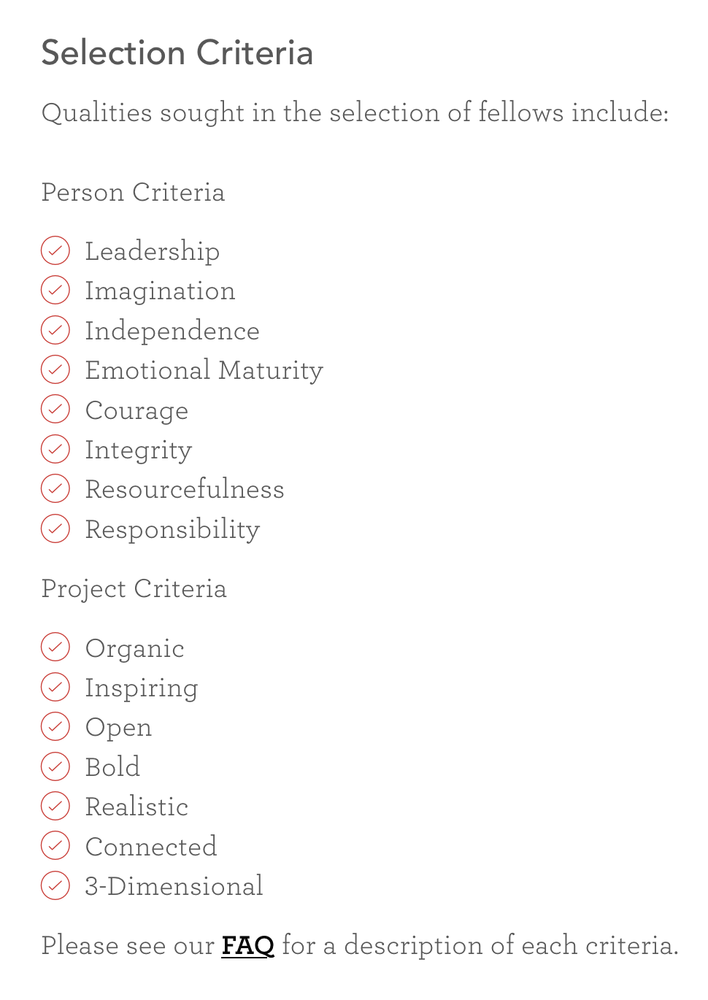 Selection Criteria
Qualities sought in the selection of fellows include:
Person Criteria
Leadership
Imagination
Independence
Emotional Maturity
Courage
Integrity
Resourcefulness
Responsibility
Project Criteria
Organic
Inspiring
Open
Bold
Realistic
Connected
3-Dimensional
Please see our FAQ for a description of each criteria.